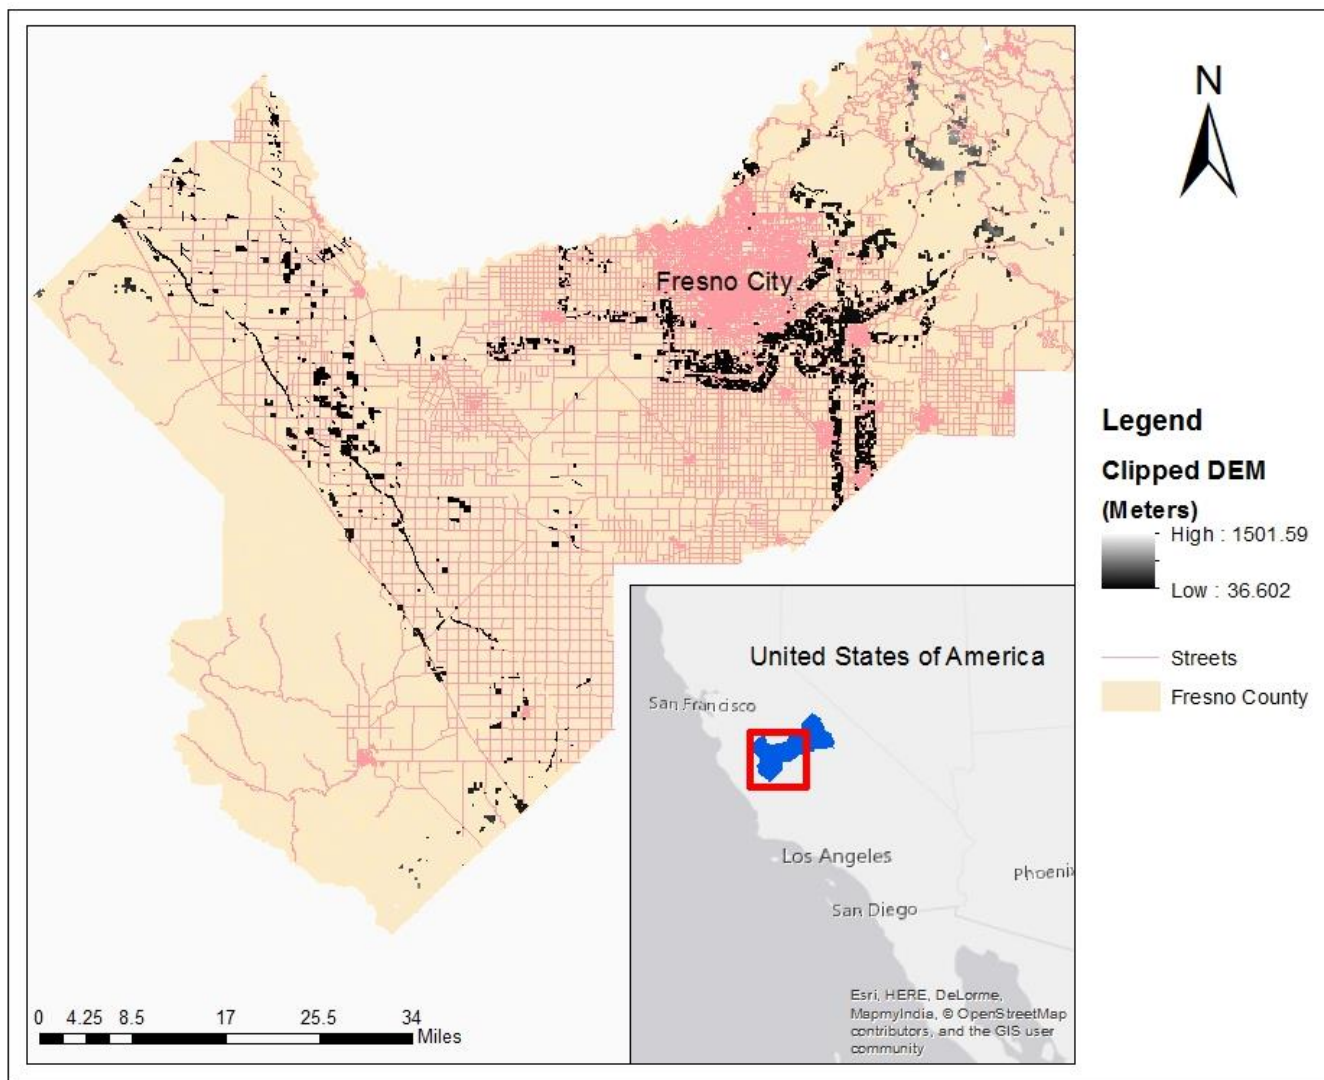 N
Fresno City
Legend
Clipped DEM
(Meters)
High : 1501.59
Low : 36.602
Streets
Fresno County
United States of America
San Francisco
Los Angeles
Phoenix
San Diego
Esri, HERE, DeLorme,
MapmyIndia, © OpenStreetMap
contributors, and the GIS user
community
0 4.25 8.5 17 25.5 34
Miles